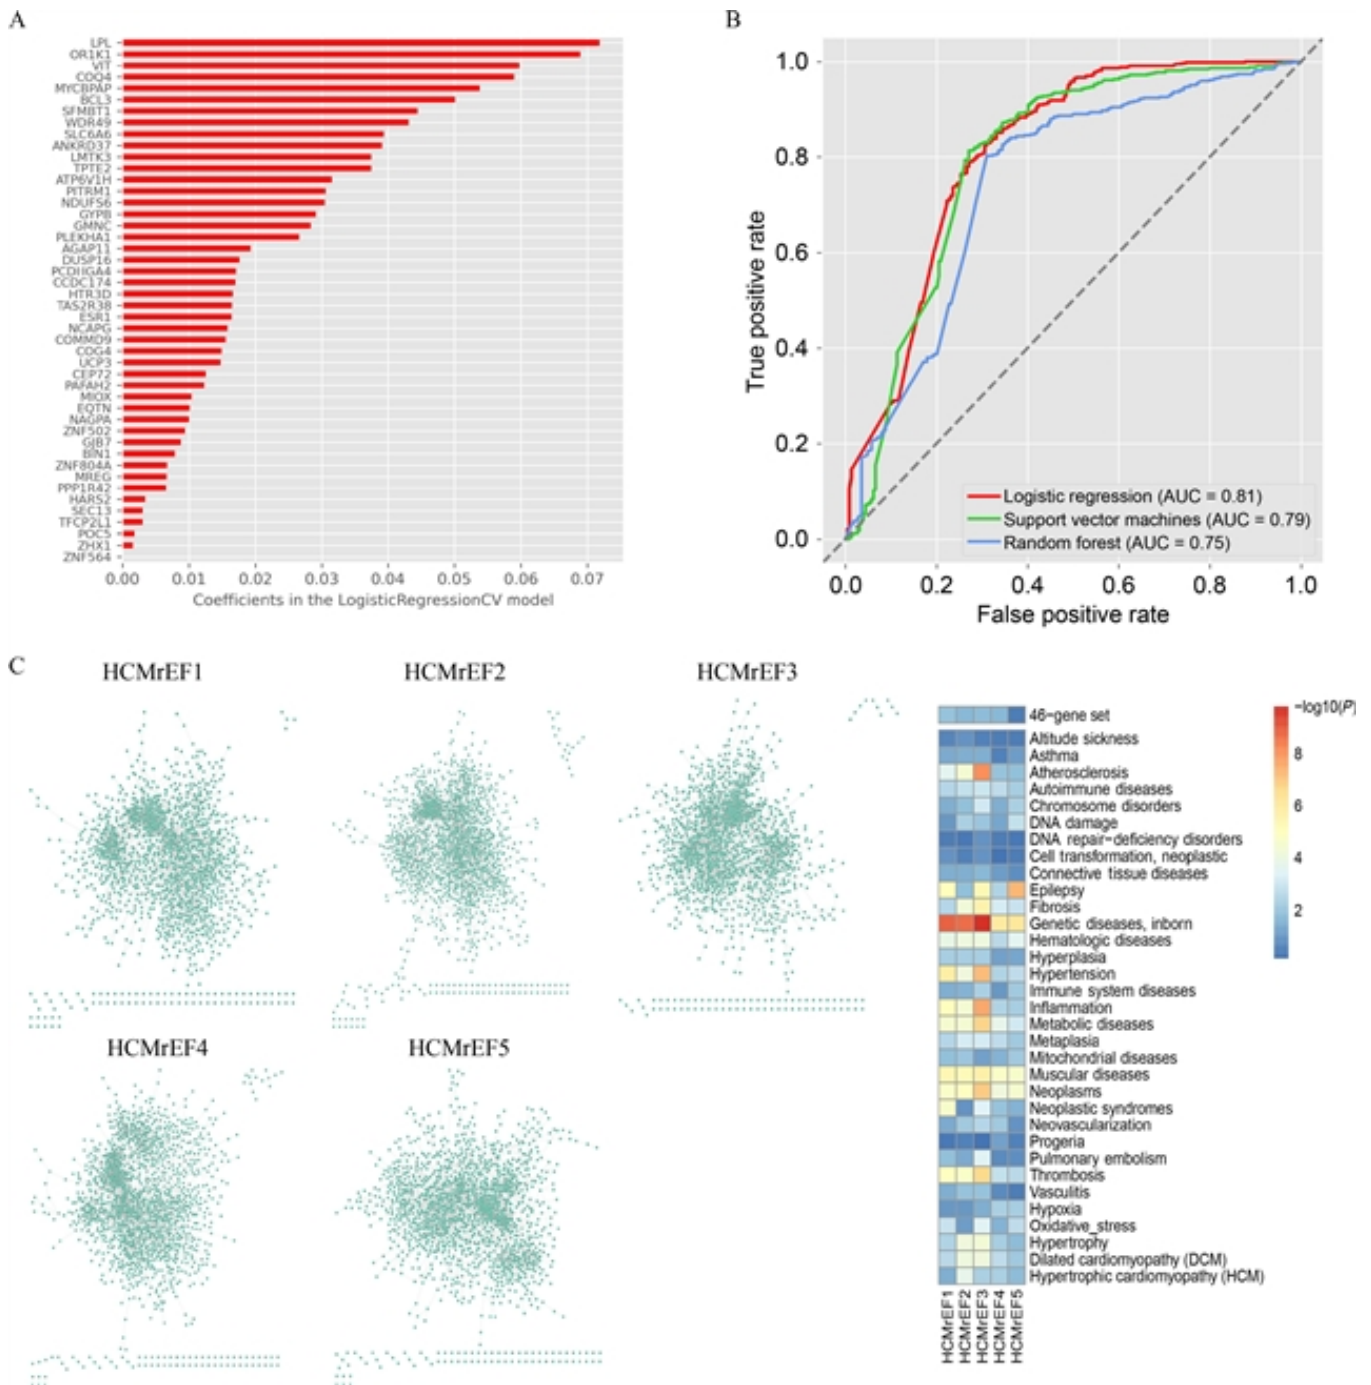 A
LPL
OR1K1
VIT
COQ4
MYCBPAP
BCL3
SFMBT1
WDR49
SLC6A6
ANKRD37
LMTK3
TPTE2
ATP6V1H
PITRM1
NDUFS6
GYPB
GMNC
PLEKHA1
AGAP11
DUSP16
PCDHGA4
CCDC174
HTR3D
TAS2R38
ESR1
NCAPG
COMMD9
COG4
UCP3
CEP72
PAFAH2
MIOX
EQTN
NAGPA
ZNF502
GJB7
BIN1
ZNF804A
MREG
PPP1R42
HARS2
SEC13
TFCP2L1
POC5
ZHX1
ZNF564
0.00 0.01 0.02 0.03 0.04 0.05 0.06 0.07
Coefficients in the LogisticRegressionCV model
B
True positive rate
1.0
0.8
0.6
0.4
0.2
0.0
Logistic regression (AUC = 0.81)
Support vector machines (AUC = 0.79)
Random forest (AUC = 0.75)
0.0 0.2 0.4 0.6 0.8 1.0
False positive rate
C
HCMrEF1
HCMrEF2
HCMrEF3
HCMrEF4
HCMrEF5
46−gene set
Altitude sickness
Asthma
Atherosclerosis
Autoimmune diseases
Chromosome disorders
DNA damage
DNA repair−deficiency disorders
Cell transformation, neoplastic
Connective tissue diseases
Epilepsy
Fibrosis
Genetic diseases, inborn
Hematologic diseases
Hyperplasia
Hypertension
Immune system diseases
Inflammation
Metabolic diseases
Metaplasia
Mitochondrial diseases
Muscular diseases
Neoplasms
Neoplastic syndromes
Neovascularization
Progeria
Pulmonary embolism
Thrombosis
Vasculitis
Hypoxia
Oxidative_stress
Hypertrophy
Dilated cardiomyopathy (DCM)
Hypertrophic cardiomyopathy (HCM)
HCMrEF1
HCMrEF2
HCMrEF3
HCMrEF4
HCMrEF5
−log10(P)
8
6
4
2